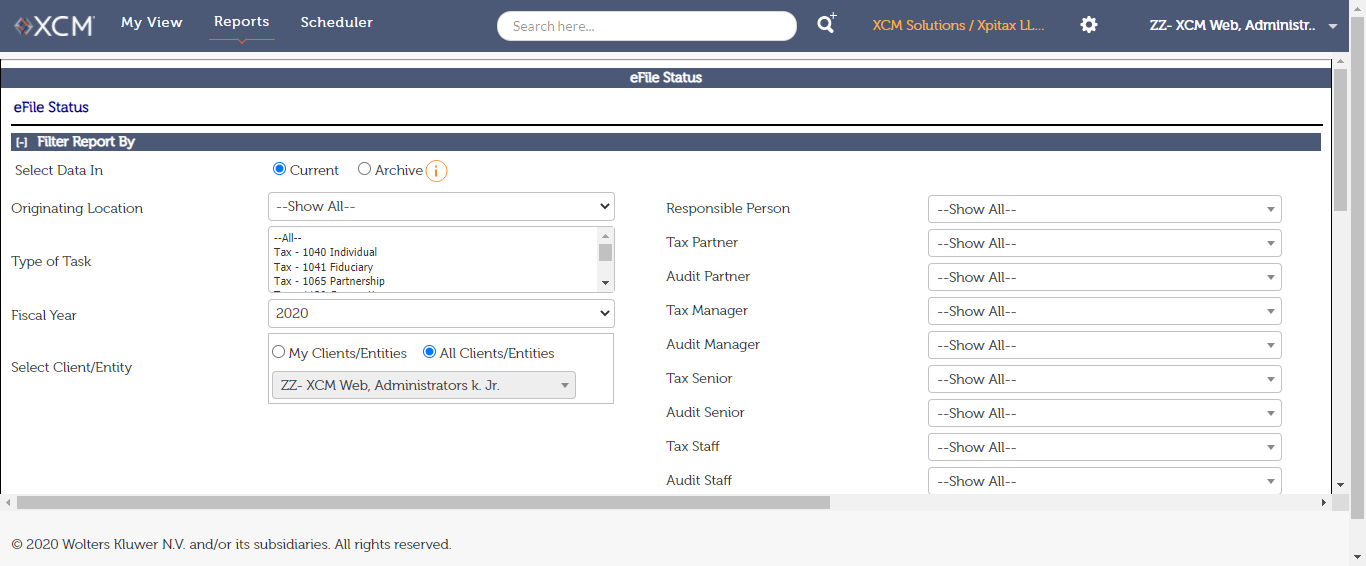 XCM
My View
Reports
Scheduler
Search here...
XCM Solutions / Xpitax LL...
ZZ- XCM Web, Administr..
eFile Status
eFile Status
[-] Filter Report By
Select Data In
Current
Archive
i
Originating Location
--Show All--
Type of Task
--All--
Tax - 1040 Individual
Tax - 1041 Fiduciary
Tax - 1065 Partnership
Fiscal Year
2020
Select Client/Entity
My Clients/Entities
All Clients/Entities
ZZ- XCM Web, Administrators k. Jr.
Responsible Person
--Show All--
Tax Partner
--Show All--
Audit Partner
--Show All--
Tax Manager
--Show All--
Audit Manager
--Show All--
Tax Senior
--Show All--
Audit Senior
--Show All--
Tax Staff
--Show All--
Audit Staff
--Show All--
© 2020 Wolters Kluwer N.V. and/or its subsidiaries. All rights reserved.